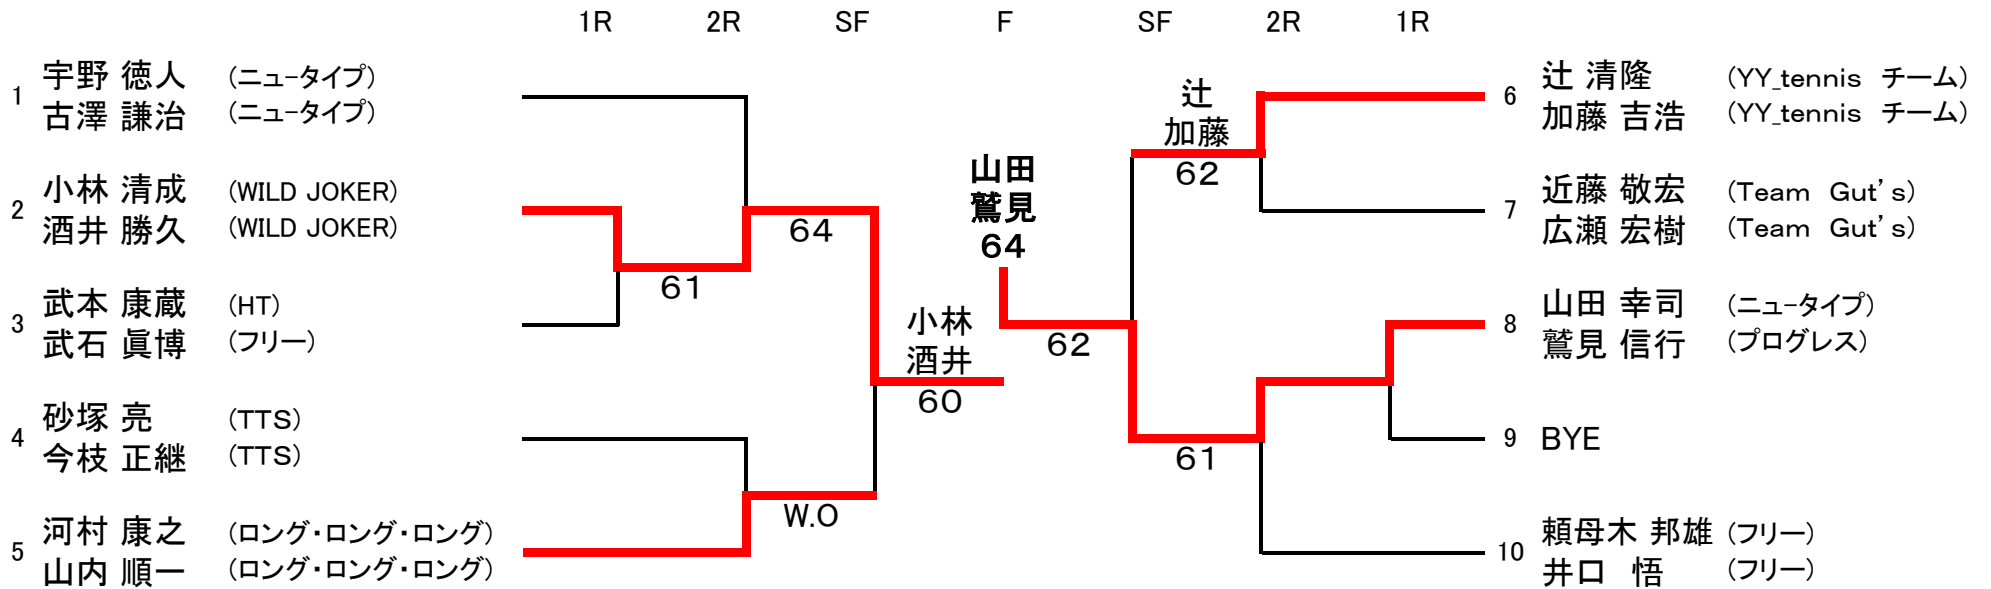 1R 2R SF F SF 2R 1R
1 宇野 徳人 (ニュータイプ)
古澤 謙治 (ニュータイプ)
2 小林 清成 (WILD JOKER)
酒井 勝久 (WILD JOKER)
3 武本 康蔵 (HT)
武石 眞博 (フリー)
4 砂塚 亮 (TTS)
今枝 正継 (TTS)
5 河村 康之 (ロング・ロング・ロング)
山内 順一 (ロング・ロング・ロング)
61
64
W.O
小林
酒井
60
山田
鷲見
64
62
辻
加藤
62
61
6 辻 清隆 (YY_tennis チーム)
加藤 吉浩 (YY_tennis チーム)
7 近藤 敬宏 (Team Gut's)
広瀬 宏樹 (Team Gut's)
8 山田 幸司 (ニュータイプ)
鷲見 信行 (プログレス)
9 BYE
10 頼母木 邦雄 (フリー)
井口 悟 (フリー)